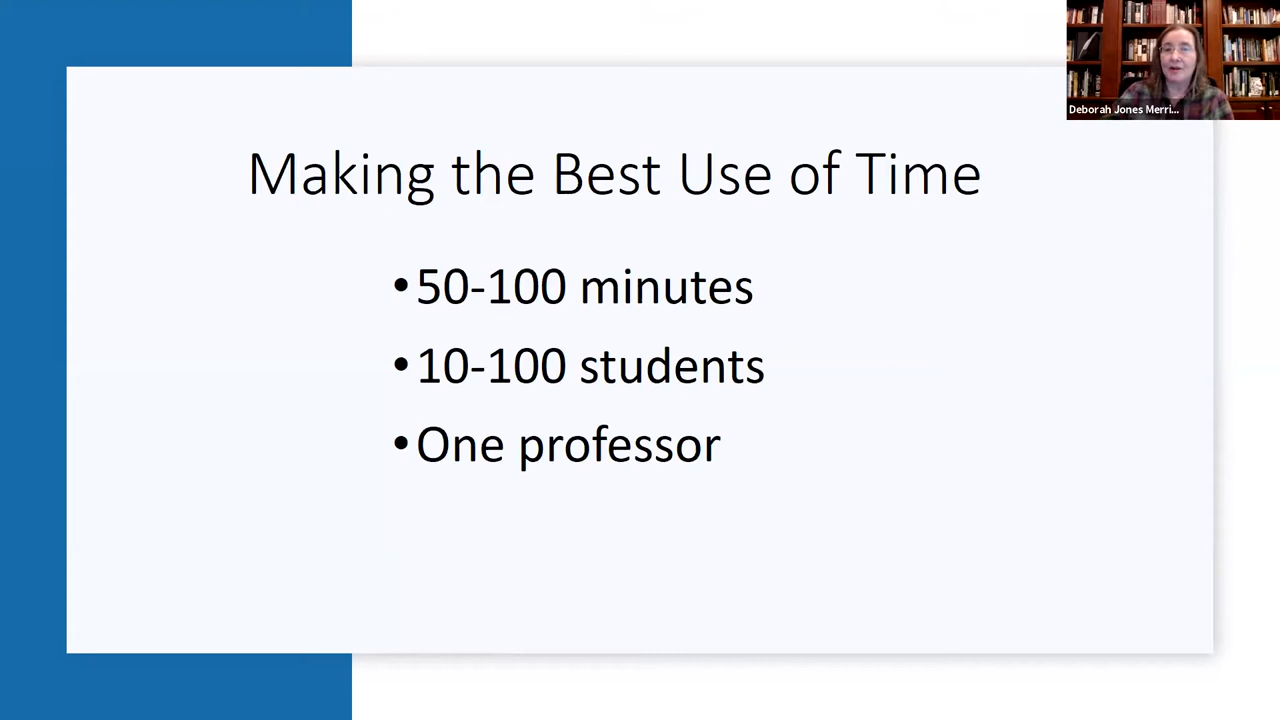 Deborah Jones Merri...
Making the Best Use of Time
•50-100 minutes
•10-100 students
•One professor